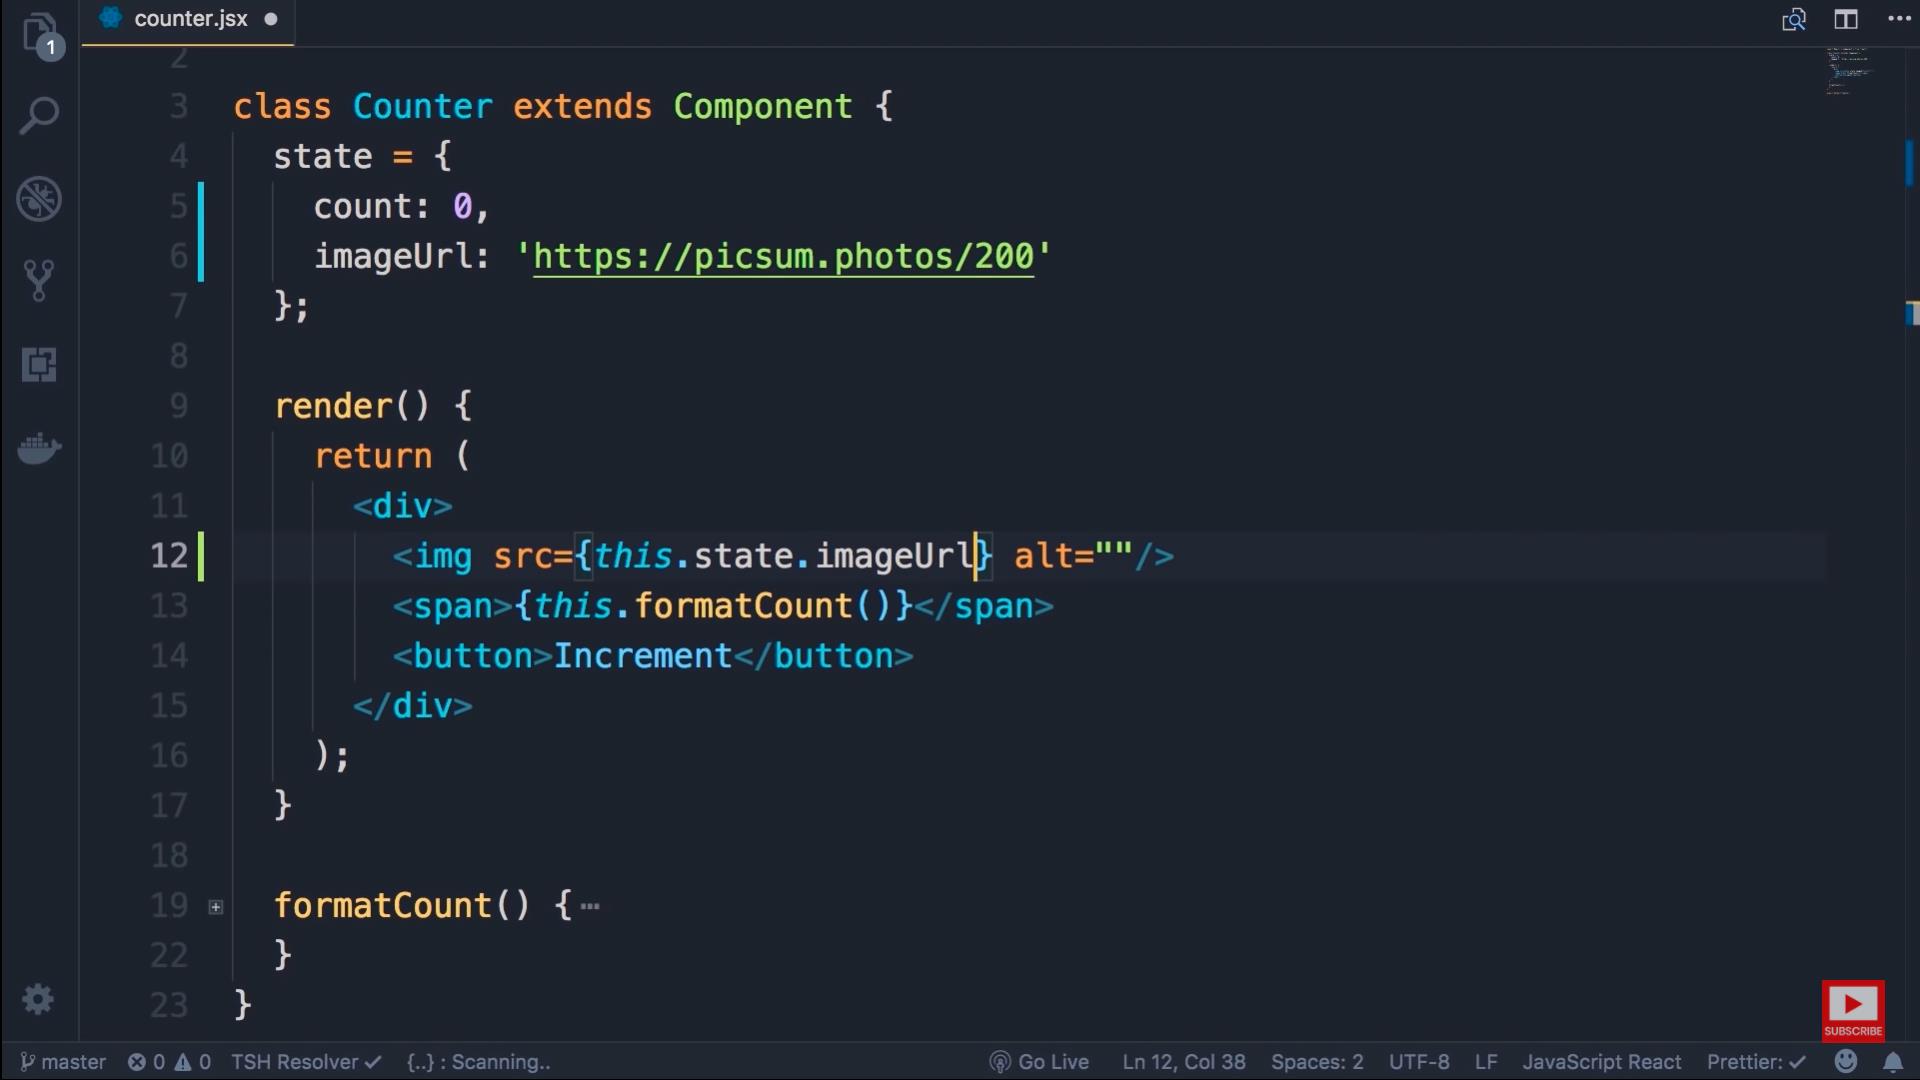 counter.jsx
1
2
3 class Counter extends Component {
4 state = {
5 count: 0,
6 imageUrl: 'https://picsum.photos/200'
7 };
8
9 render() {
10 return (
11 <div>
12 <img src={this.state.imageUrl} alt=""/>
13 <span>{this.formatCount()}</span>
14 <button>Increment</button>
15 </div>
16 );
17 }
18
19 formatCount() {
22 }
23 }
SUBSCRIBE
master 0 0 TSH Resolver ✓ {..} : Scanning.. Go Live Ln 12, Col 38 Spaces: 2 UTF-8 LF JavaScript React Prettier: ✓